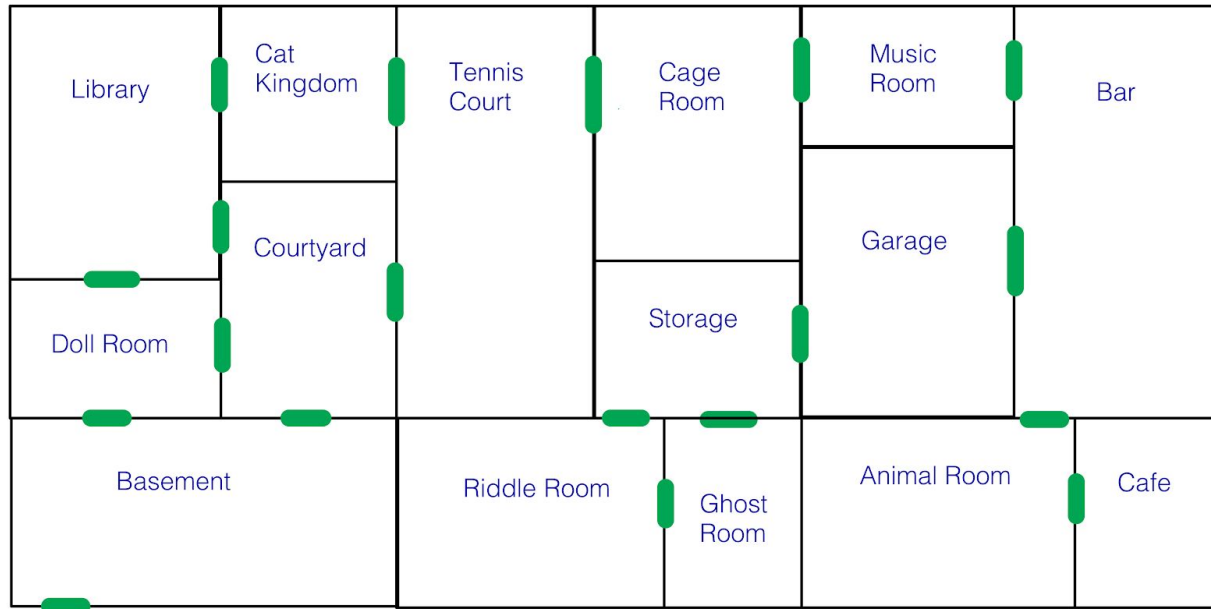 Library
Cat
Kingdom
Tennis
Court
Cage
Room
Music
Room
Bar
Courtyard
Garage
Storage
Doll Room
Basement
Riddle Room
Ghost
Room
Animal Room
Cafe